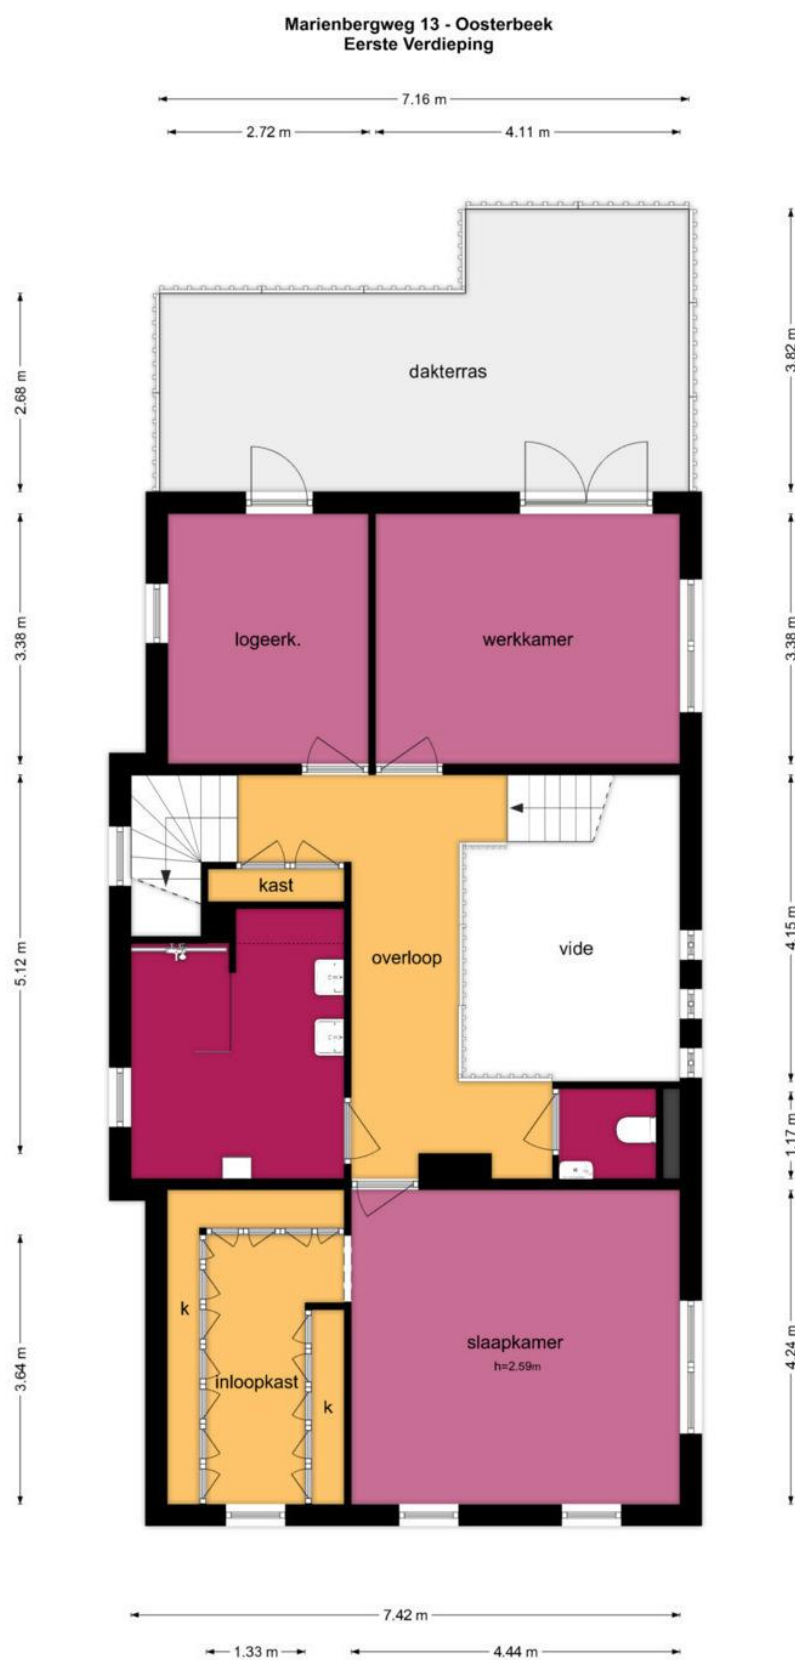 Marienbergweg 13 - Oosterbeek
Eerste Verdieping
7.16 m
2.72 m
4.11 m
2.68 m
3.82 m
dakterras
3.38 m
logeerk.
werkkamer
3.38 m
kast
5.12 m
overloop
vide
4.15 m
1.17 m
k
slaapkamer
h=2.59m
3.64 m
inloopkast
k
4.24 m
7.42 m
1.33 m
4.44 m